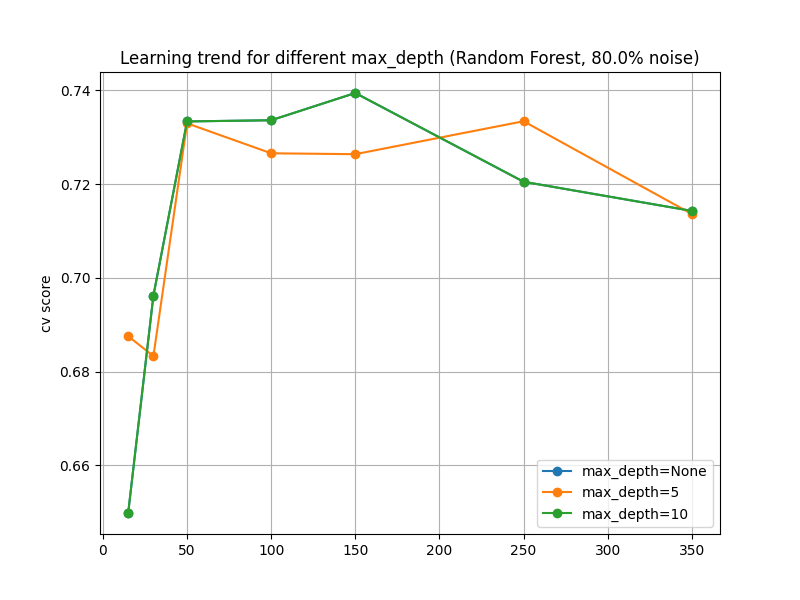 Learning trend for different max_depth (Random Forest, 80.0% noise)
cv score
0.74
0.72
0.70
0.68
0.66
0 50 100 150 200 250 300 350
max_depth=None
max_depth=5
max_depth=10